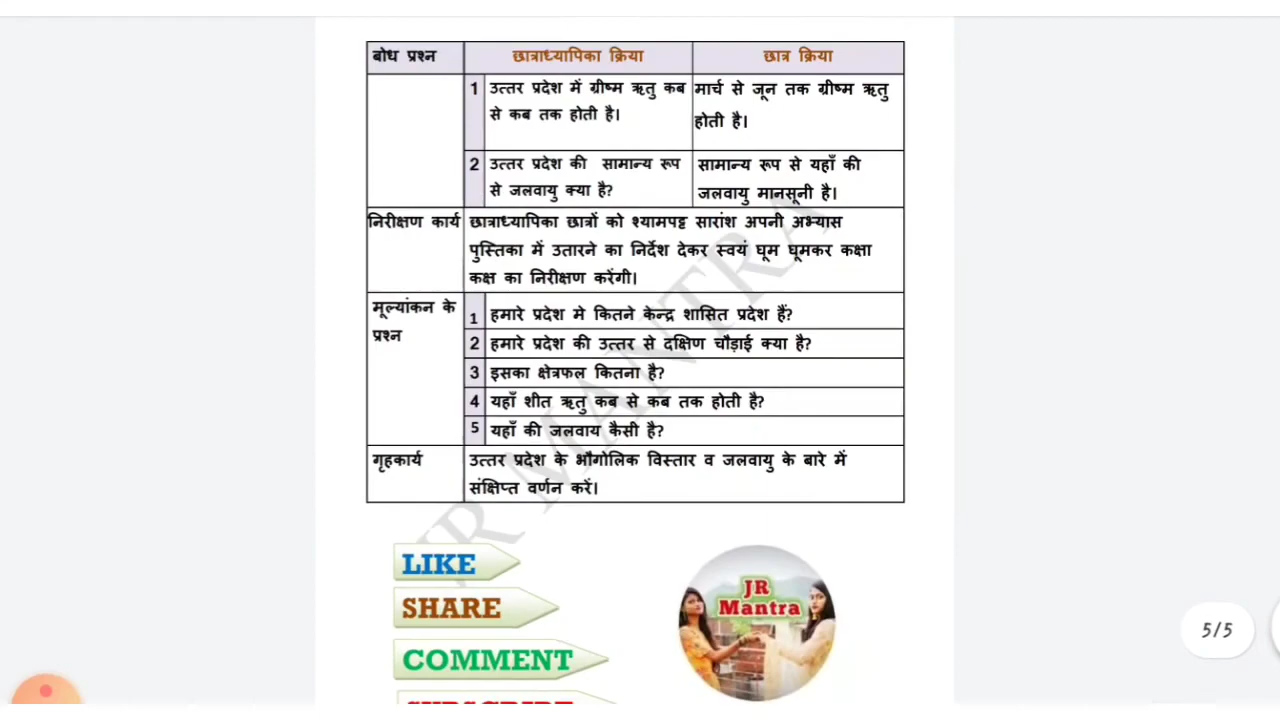 बोध प्रश्न छात्राध्यापिका क्रिया छात्र क्रिया
1 उत्तर प्रदेश में ग्रीष्म ऋतु कब
से कब तक होती है।
मार्च से जून तक ग्रीष्म ऋतु
होती है।
2 उत्तर प्रदेश की सामान्य रूप
से जलवायु क्या है?
सामान्य रूप से यहाँ की
जलवायु मानसूनी है।
निरीक्षण कार्य
छात्राध्यापिका छात्रों को श्यामपट्ट सारांश अपनी अभ्यास
पुस्तिका में उतारने का निर्देश देकर स्वयं घूम घूमकर कक्षा
कक्ष का निरीक्षण करेंगी।
मूल्यांकन के
प्रश्न
1 हमारे प्रदेश मे कितने केन्द्र शासित प्रदेश हैं?
2 हमारे प्रदेश की उत्तर से दक्षिण चौड़ाई क्या है?
3 इसका क्षेत्रफल कितना है?
4 यहाँ शीत ऋतु कब से कब तक होती है?
5 यहाँ की जलवाय कैसी है?
गृहकार्य
उत्तर प्रदेश के भौगोलिक विस्तार व जलवायु के बारे में
संक्षिप्त वर्णन करें।
JR MANTRA
LIKE
SHARE
COMMENT
SUBSCRIBE
JR
Mantra
5/5